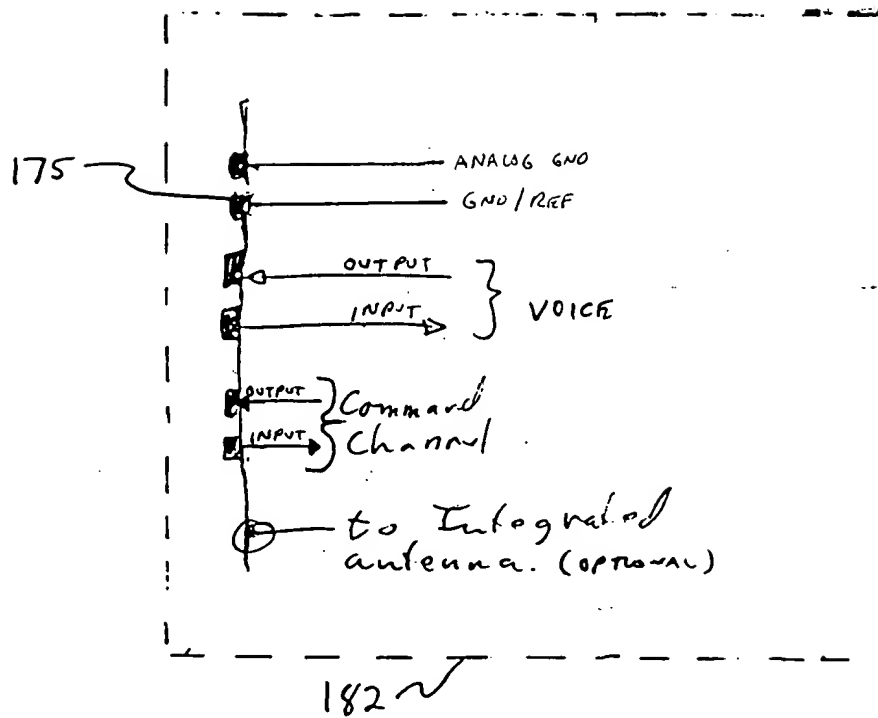 175
ANALOG GND
GND/REF
OUTPUT
INPUT
VOICE
OUTPUT
INPUT
Command
Channel
to Integrated
antenna. (OPTIONAL)
182